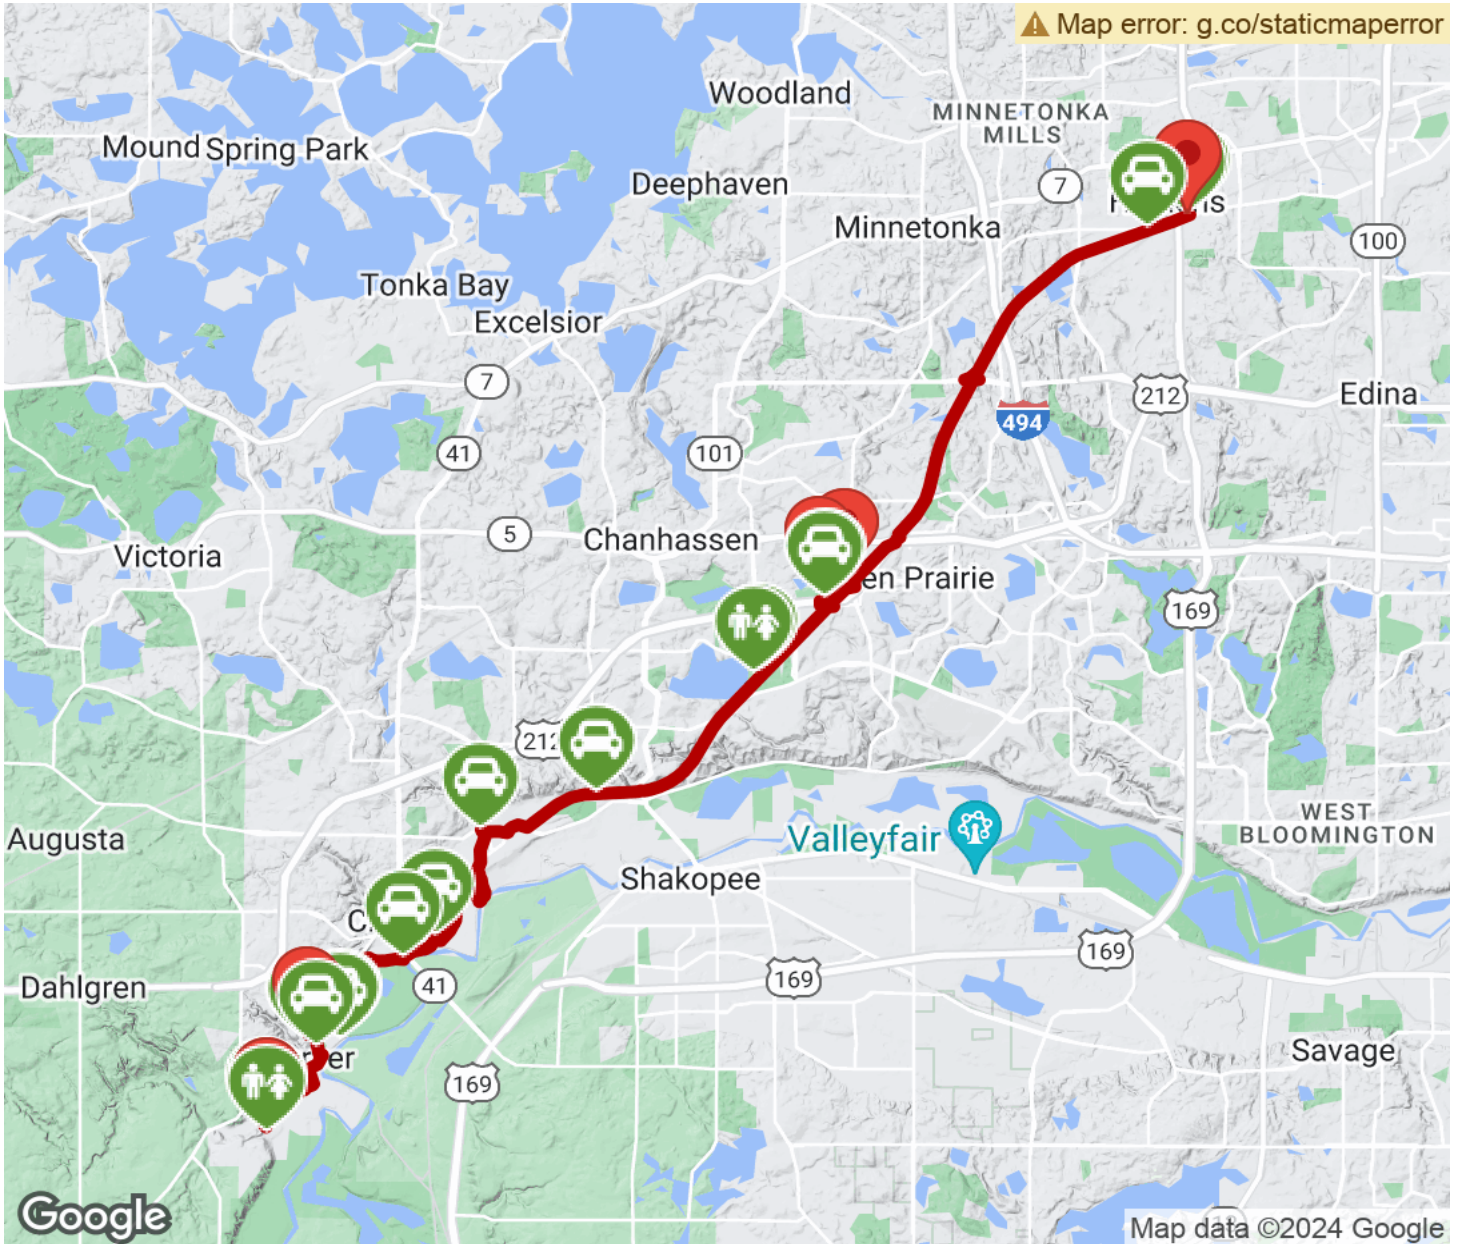 Map error: g.co/staticmaperror
Woodland
MINNETONKA
MILLS
Mound
Spring Park
Deephaven
7
Minnetonka
100
Tonka Bay
Excelsior
7
212
Edina
494
41
101
5
Chanhassen
Victoria
en Prairie
169
212
WEST
BLOOMINGTON
Augusta
Valleyfair
Shakopee
169
169
41
Dahlgren
Savage
169
Google
Map data ©2024 Google